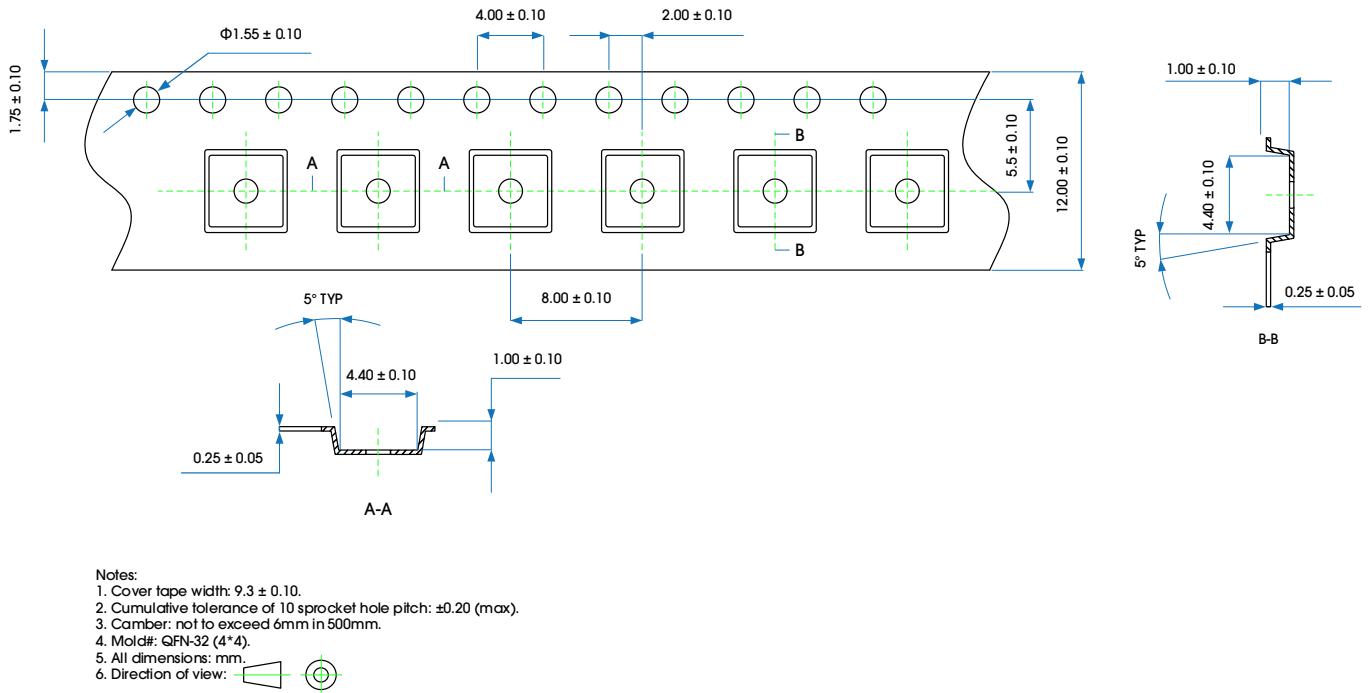 4.00 ± 0.10
2.00 ± 0.10
Φ1.55 ± 0.10
1.75 ± 0.10
1.00 ± 0.10
B
A
A
5.5 ± 0.10
12.00 ± 0.10
4.40 ± 0.10
B
5° TYP
8.00 ± 0.10
0.25 ± 0.05
5° TYP
B-B
1.00 ± 0.10
4.40 ± 0.10
0.25 ± 0.05
A-A
Notes:
1. Cover tape width: 9.3 ± 0.10.
2. Cumulative tolerance of 10 sprocket hole pitch: ±0.20 (max).
3. Camber: not to exceed 6mm in 500mm.
4. Mold#: QFN-32 (4*4).
5. All dimensions: mm.
6. Direction of view: